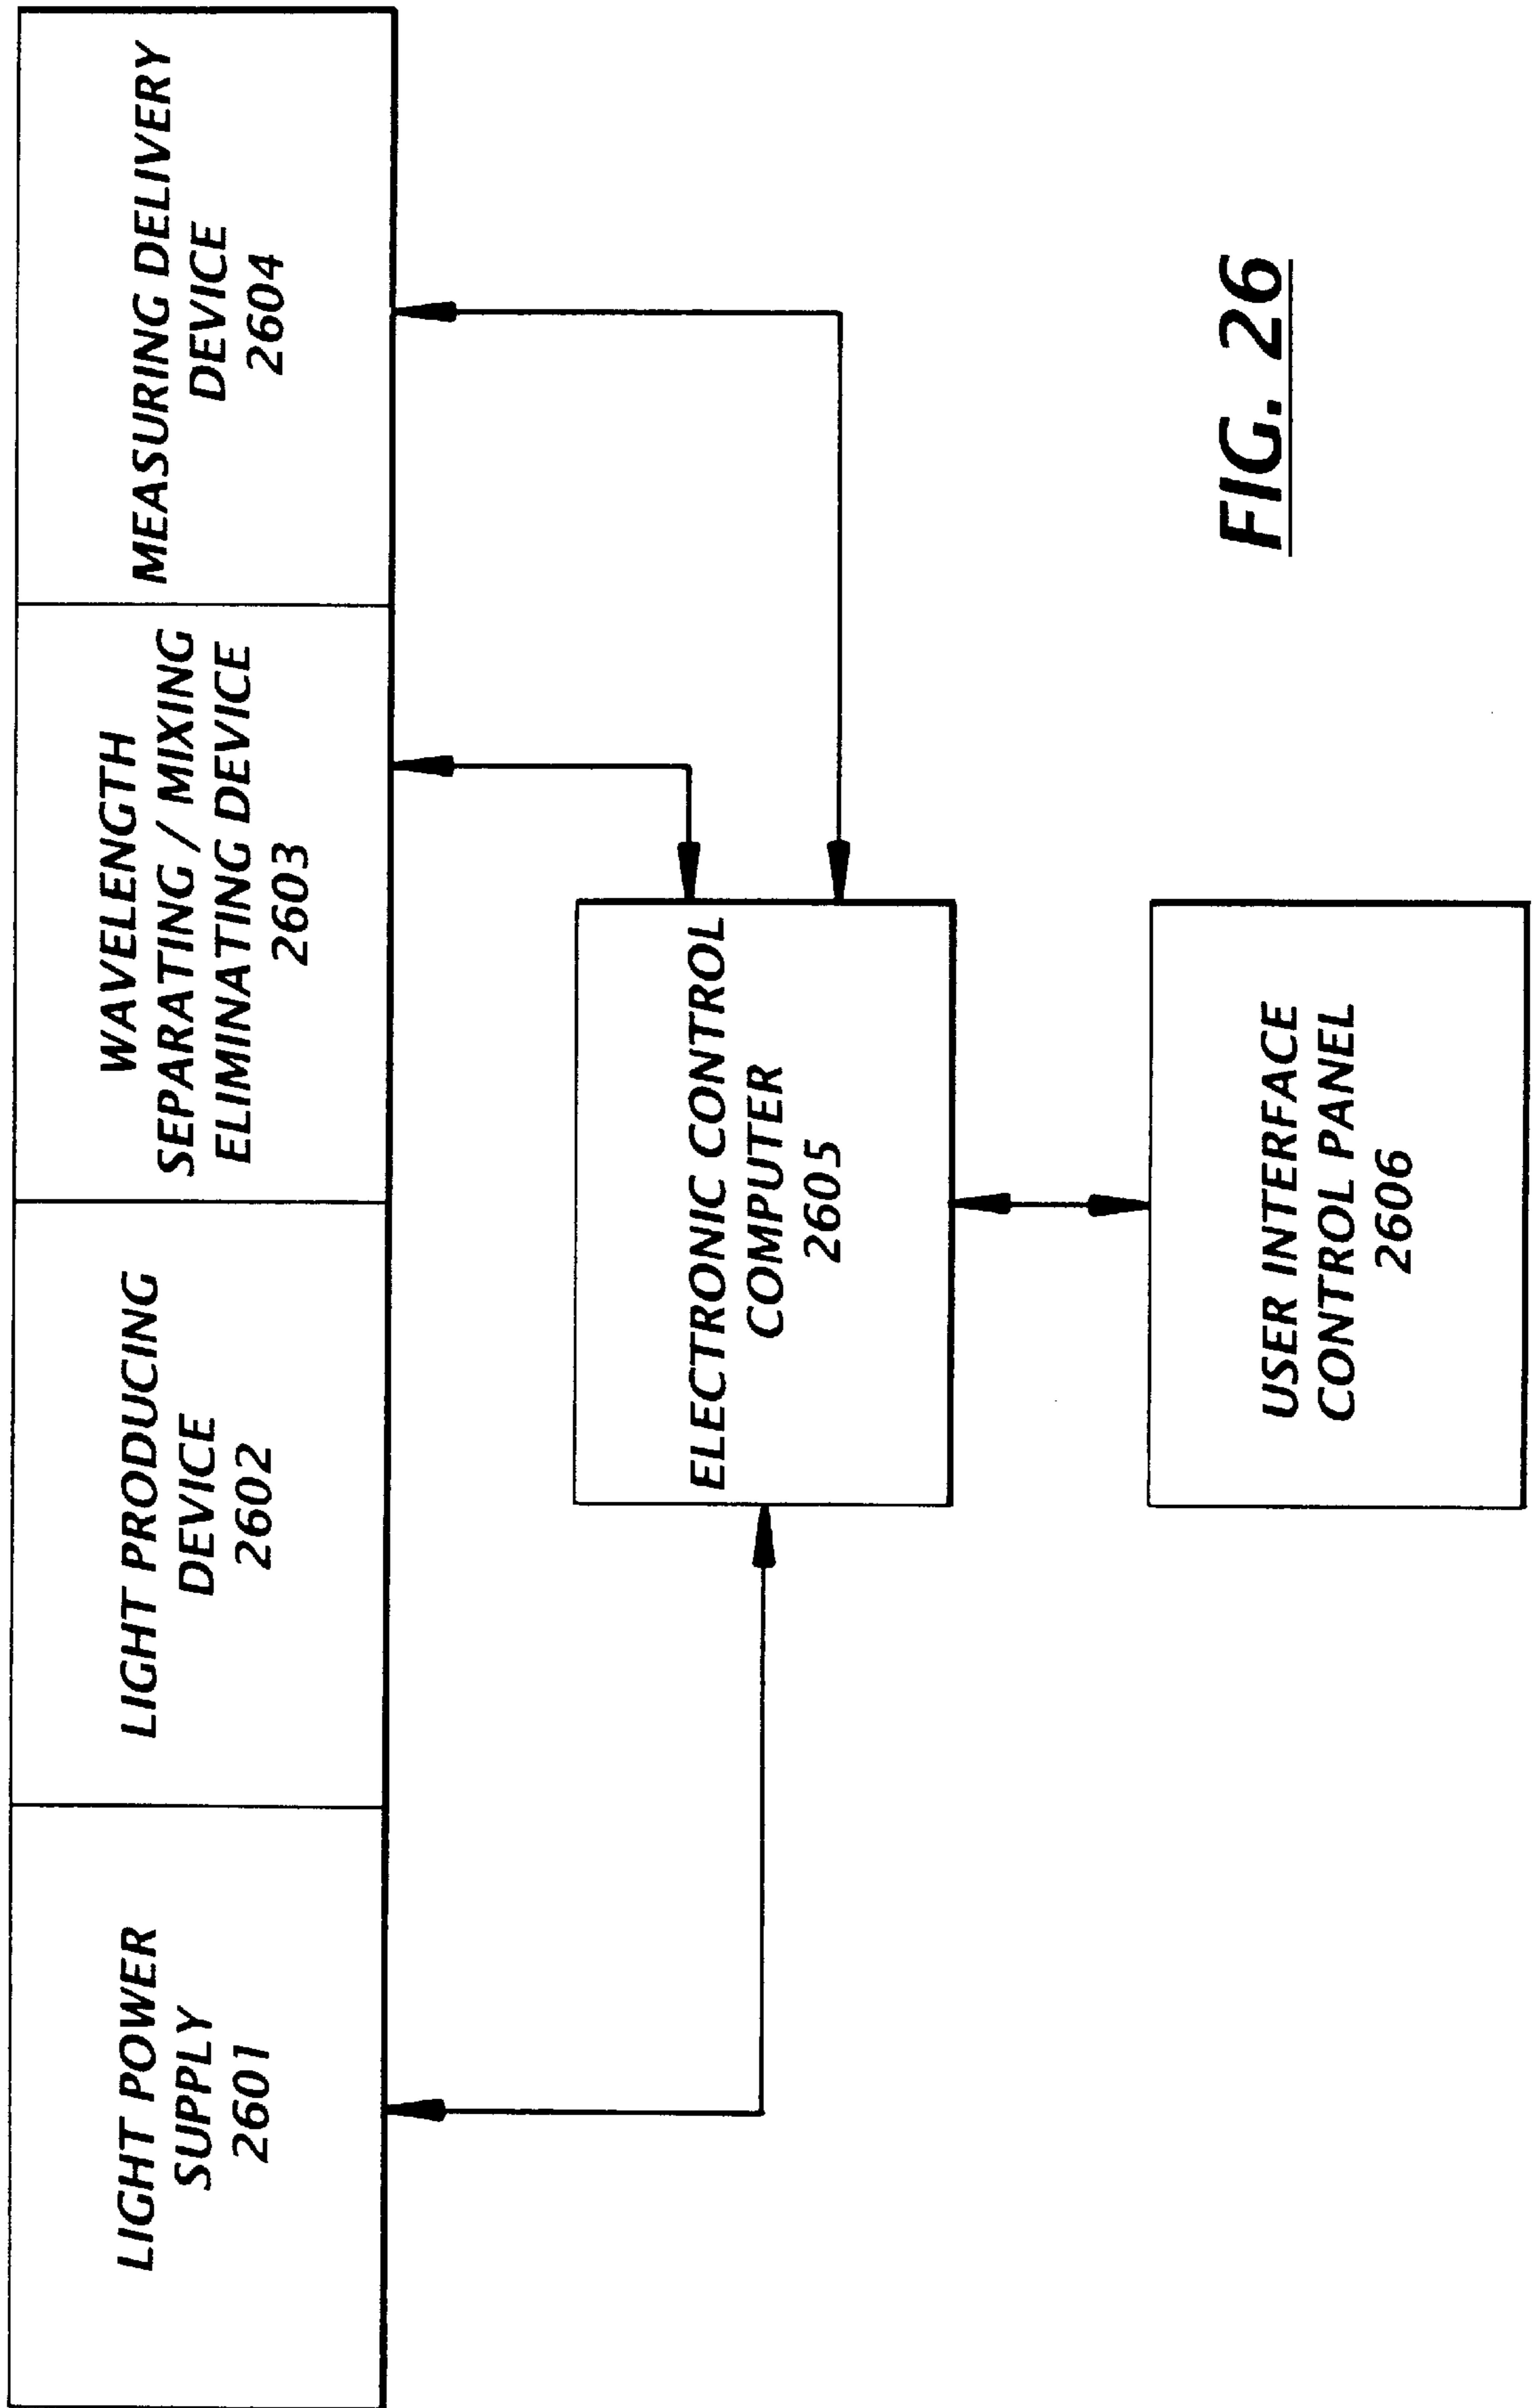 LIGHT POWER
SUPPLY
2601
LIGHT PRODUCING
DEVICE
2602
WAVELENGTH
SEPARATING / MIXING
ELIMINATING DEVICE
2603
MEASURING DELIVERY
DEVICE
2604
ELECTRONIC CONTROL
COMPUTER
2605
USER INTERFACE
CONTROL PANEL
2606
FIG. 26